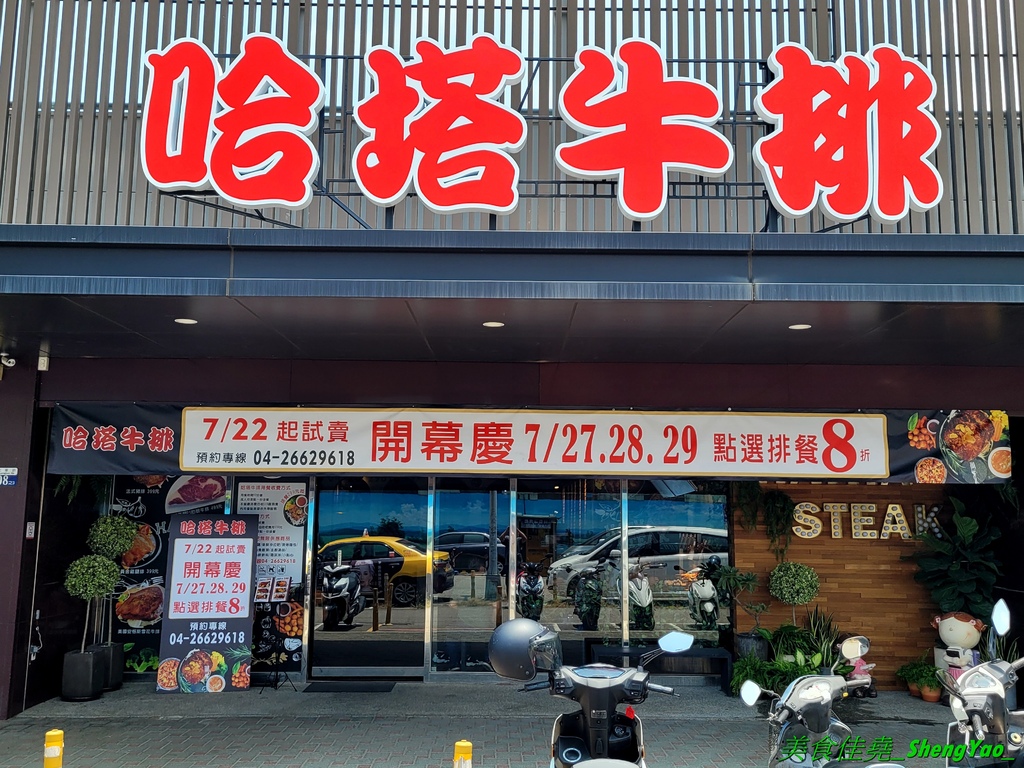 哈塔牛排
哈塔牛排
7/22 起試賣
預約專線 04-26629618
開幕慶 7/27.28.29 點選排餐8折
STEAK
哈塔牛排
7/22 起試賣
開幕慶
7/27.28.29
點選排餐8折
04-26629618
美食佳堯_ShengYao_